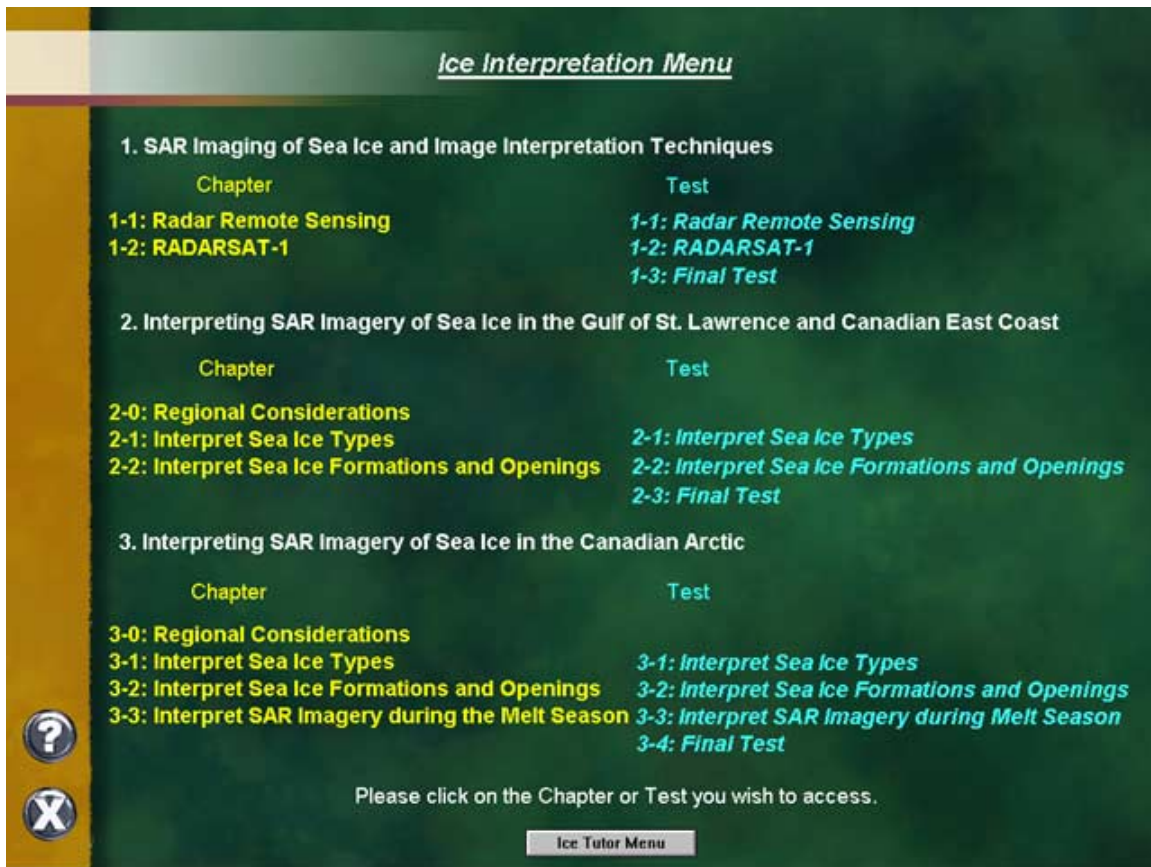 Ice Interpretation Menu
1. SAR Imaging of Sea Ice and Image Interpretation Techniques
Chapter Test
1-1: Radar Remote Sensing 1-1: Radar Remote Sensing
1-2: RADARSAT-1 1-2: RADARSAT-1
1-3: Final Test
2. Interpreting SAR Imagery of Sea Ice in the Gulf of St. Lawrence and Canadian East Coast
Chapter Test
2-0: Regional Considerations
2-1: Interpret Sea Ice Types 2-1: Interpret Sea Ice Types
2-2: Interpret Sea Ice Formations and Openings 2-2: Interpret Sea Ice Formations and Openings
2-3: Final Test
3. Interpreting SAR Imagery of Sea Ice in the Canadian Arctic
Chapter Test
3-0: Regional Considerations
3-1: Interpret Sea Ice Types 3-1: Interpret Sea Ice Types
3-2: Interpret Sea Ice Formations and Openings 3-2: Interpret Sea Ice Formations and Openings
3-3: Interpret SAR Imagery during the Melt Season 3-3: Interpret SAR Imagery during Melt Season
3-4: Final Test
?
X
Please click on the Chapter or Test you wish to access.
Ice Tutor Menu